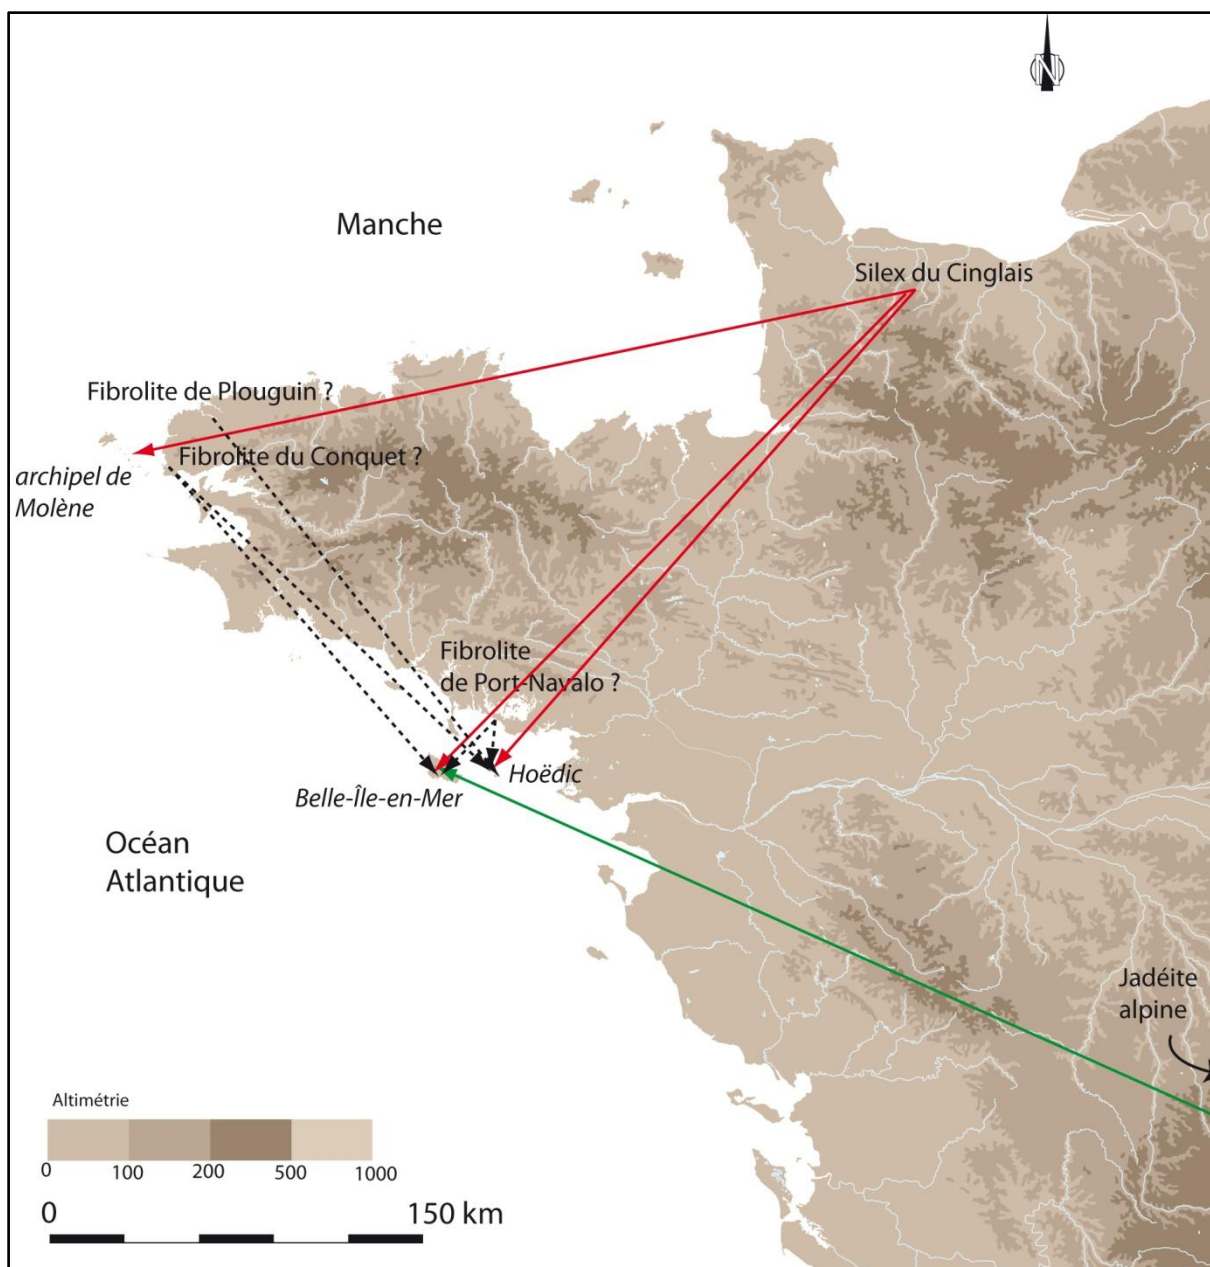 N
Manche
Silex du Cinglais
Fibrolite de Plouguin ?
Fibrolite du Conquet ?
archipel de
Molène
Fibrolite
de Port-Navalo ?
Hoëdic
Belle-Île-en-Mer
Océan
Atlantique
Jadéite
alpine
Altimétrie
0 100 200 500 1000
0 150 km